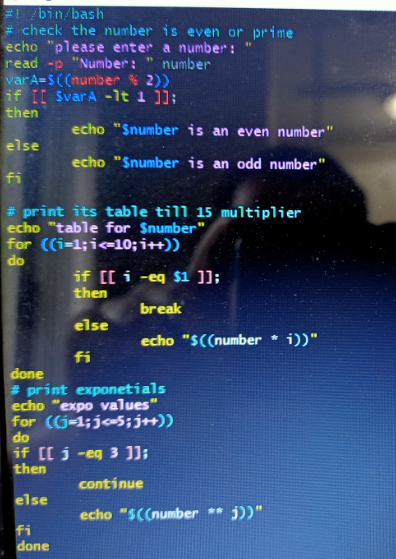 #! /bin/bash
# check the number is even or prime
echo "please enter a number: "
read -p "Number: " number
varA=$((number % 2))
if [[ $varA -lt 1 ]];
then
        echo "$number is an even number"
else
        echo "$number is an odd number"
fi

# print its table till 15 multiplier
echo "table for $number"
for ((i=1;i<=10;i++))
do
        if [[ i -eq $1 ]];
        then
                break
        else
                echo "$((number * i))"
        fi
done
# print exponetials
echo "expo values"
for ((j=1;j<=5;j++))
do
if [[ j -eq 3 ]];
then
        continue
else
        echo "$((number ** j))"
fi
done